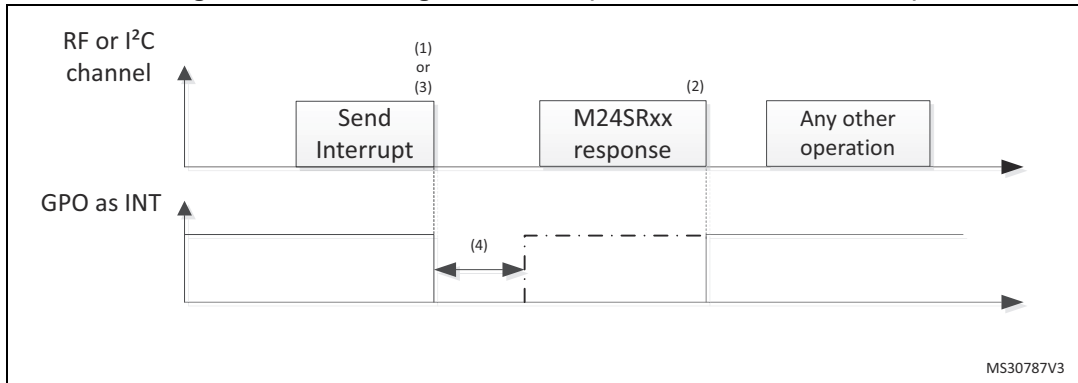 RF or I²C
channel
(1)
or
(3)
(2)
Send
Interrupt
M24SRxx
response
Any other
operation
GPO as INT
(4)
MS30787V3